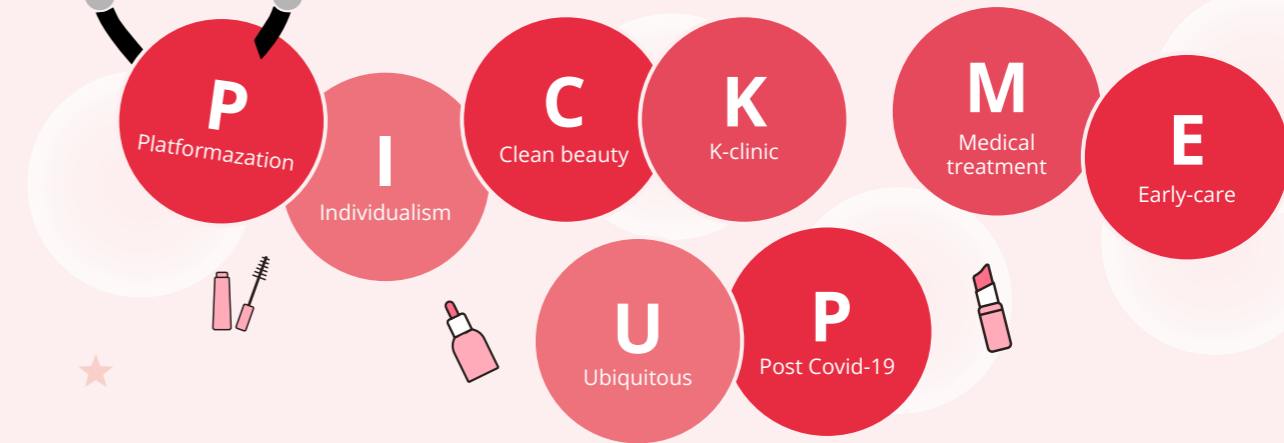 P
Platformazation
I
Individualism
C
Clean beauty
K
K-clinic
M
Medical
treatment
E
Early-care
U
Ubiquitous
P
Post Covid-19